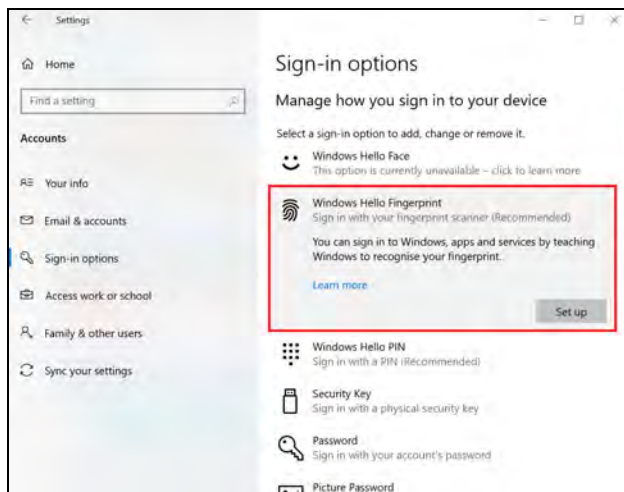 Settings
Home
Find a setting
Accounts
Your info
Email & accounts
Sign-in options
Access work or school
Family & other users
Sync your settings
Sign-in options
Manage how you sign in to your device
Select a sign-in option to add, change or remove it.
Windows Hello Face
This option is currently unavailable – click to learn more
Windows Hello Fingerprint
Sign in with your fingerprint scanner (Recommended)
You can sign in to Windows, apps and services by teaching
Windows to recognise your fingerprint.
Learn more
Set up
Windows Hello PIN
Sign in with a PIN (Recommended)
Security Key
Sign in with a physical security key
Password
Sign in with your account's password
Picture Password